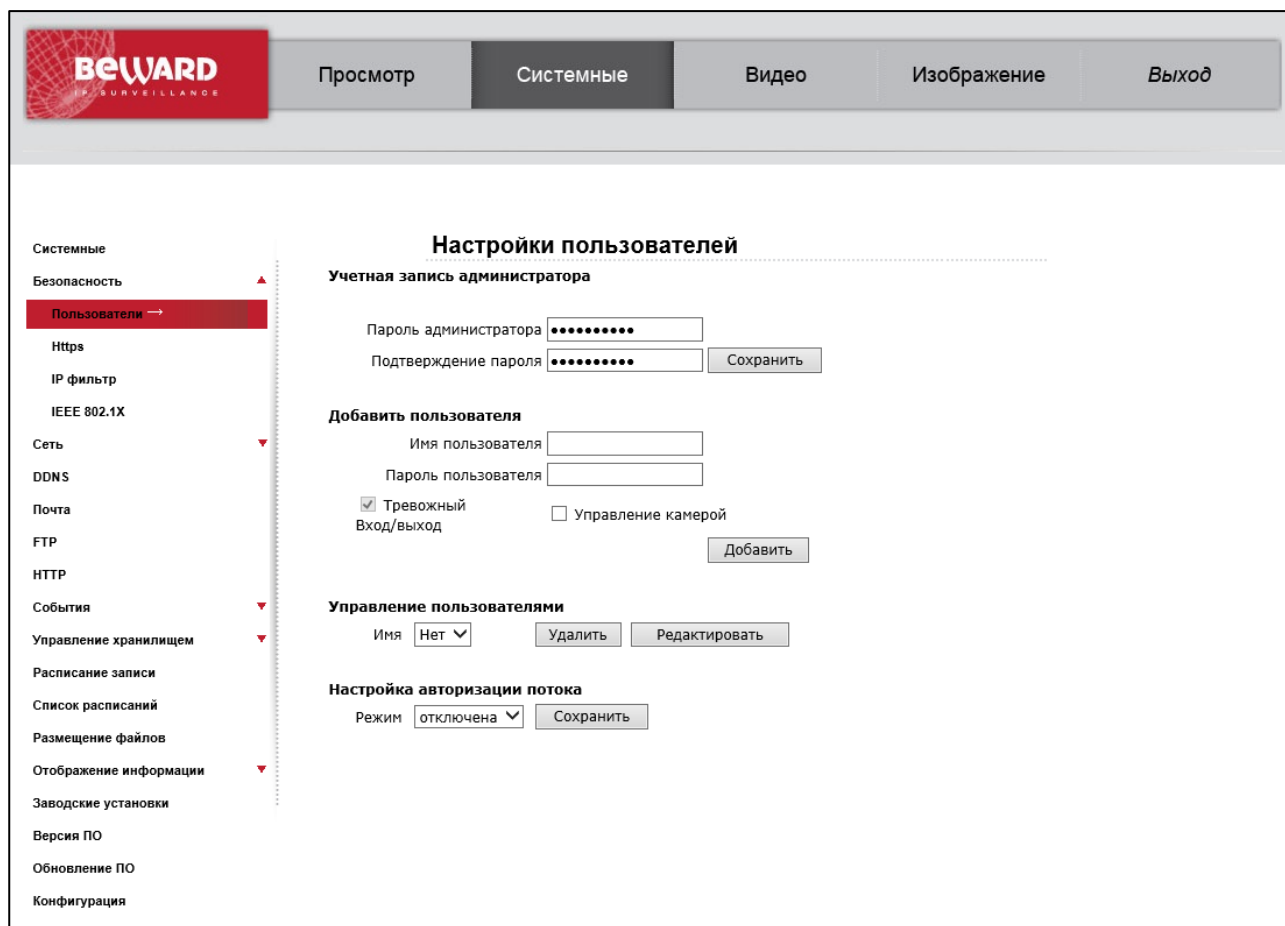 BEWARD
IP SURVEILLANCE
Просмотр
Системные
Видео
Изображение
Выход
Системные
Безопасность
Пользователи →
Https
IP фильтр
IEEE 802.1X
Сеть
DDNS
Почта
FTP
HTTP
События
Управление хранилищем
Расписание записи
Список расписаний
Размещение файлов
Отображение информации
Заводские установки
Версия ПО
Обновление ПО
Конфигурация
Настройки пользователей
Учетная запись администратора
Пароль администратора ••••••••••
Подтверждение пароля •••••••••• Сохранить
Добавить пользователя
Имя пользователя
Пароль пользователя
Тревожный
Вход/выход
Управление камерой
Добавить
Управление пользователями
Имя Нет Удалить Редактировать
Настройка авторизации потока
Режим отключена Сохранить